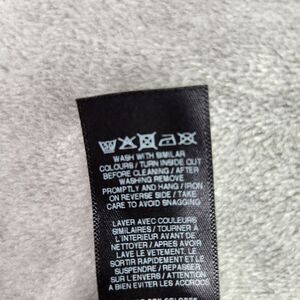 WASH WITH SIMILAR
COLOURS / TURN INSIDE OUT
BEFORE CLEANING / AFTER
WASHING REMOVE
PROMPTLY AND HANG / IRON
ON REVERSE SIDE / TAKE
CARE TO AVOID SNAGGING
LAVER AVEC COULEURS
SIMILAIRES / TOURNER À
L'INTERIEUR AVANT DE
NETTOYER / APRES AVOIR
LAVE LE VETEMENT, LE
SORTIR RAPIDEMENT ET LE
SUSPENDRE / REPASSER
SUR L'ENVERS / ATTENTION
A BIEN EVITER LES ACCROCS